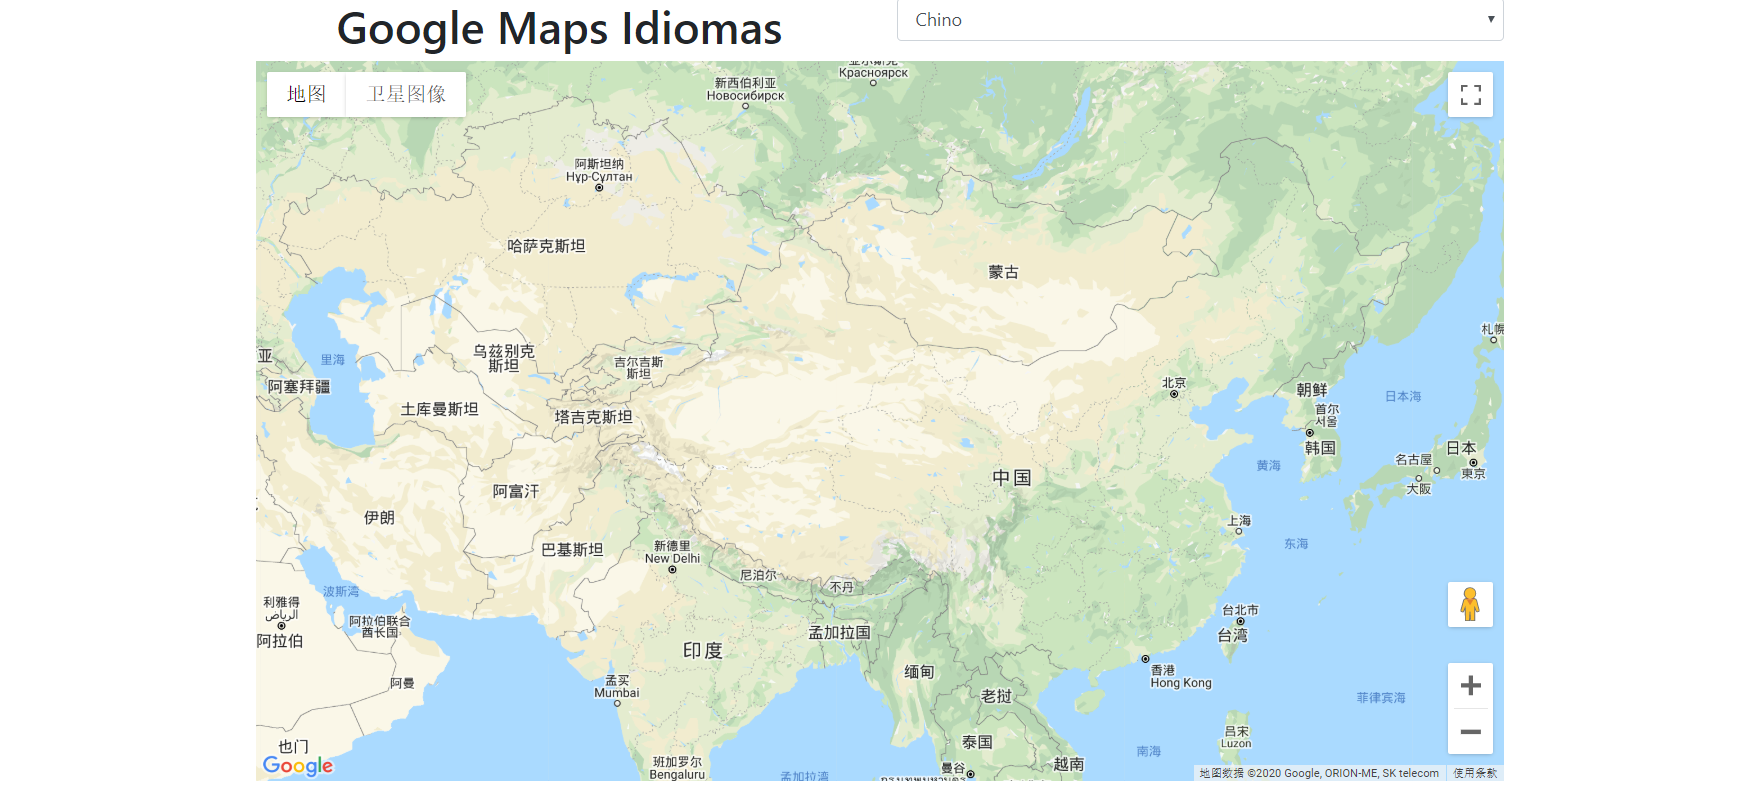 Google Maps Idiomas
Chino
地图
卫星图像
新西伯利亚
Новосибирск
Красноярск
阿斯坦纳
Нұр-Сұлтан
哈萨克斯坦
蒙古
札幌
里海
乌兹别克
斯坦
吉尔吉斯
斯坦
亚
阿塞拜疆
土库曼斯坦
塔吉克斯坦
北京
朝鲜
日本海
首尔
서울
韩国
日本
名古屋
東京
大阪
黄海
中国
阿富汗
伊朗
上海
东海
巴基斯坦
新德里
New Delhi
尼泊尔
不丹
波斯湾
利雅得
الرياض
阿拉伯
阿拉伯联合
酋长国
台北市
台湾
孟加拉国
印度
缅甸
香港
Hong Kong
阿曼
孟买
Mumbai
老挝
菲律宾海
也门
泰国
吕宋
Luzon
南海
班加罗尔
Bengaluru
孟加拉湾
曼谷
越南
Google
地图数据 ©2020 Google, ORION-ME, SK telecom
使用条款